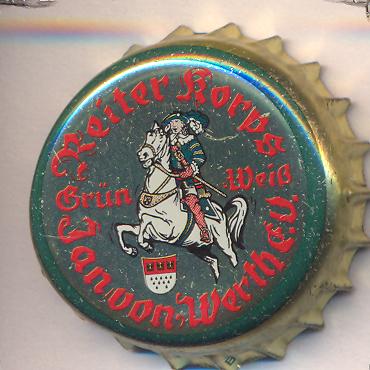 Reiter Korps
Grün Weiß
Jan von Werth E.V.